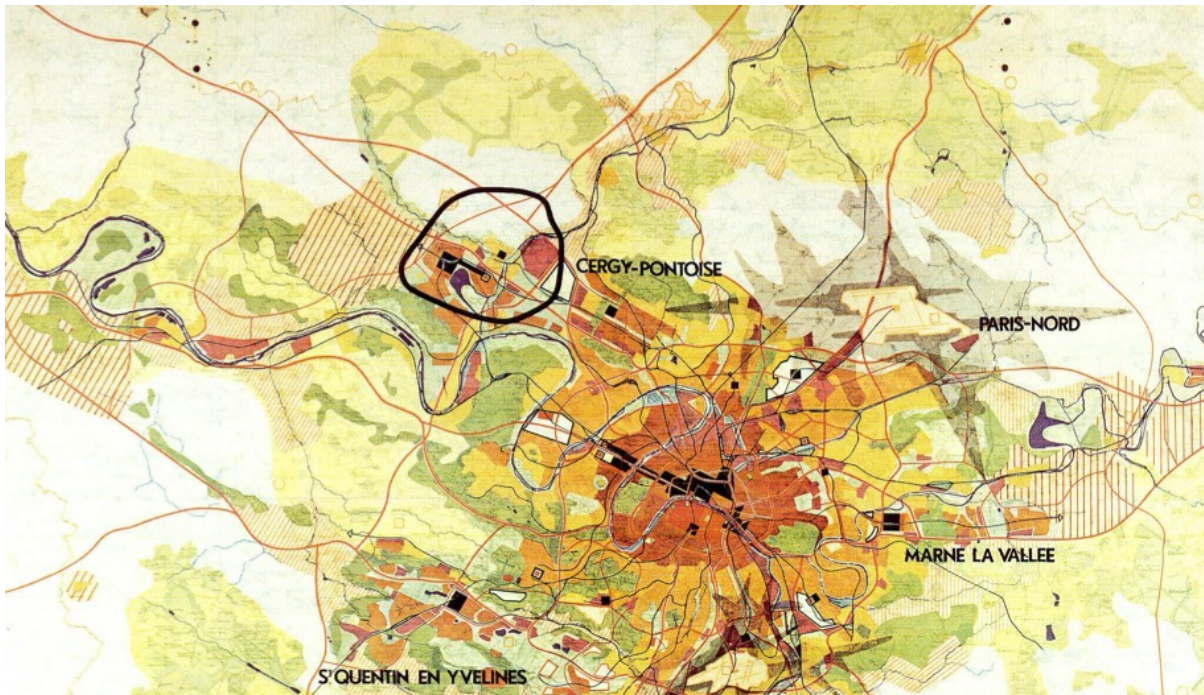 CERGY-PONTOISE
PARIS-NORD
MARNE LA VALLEE
S'QUENTIN EN YVELINES